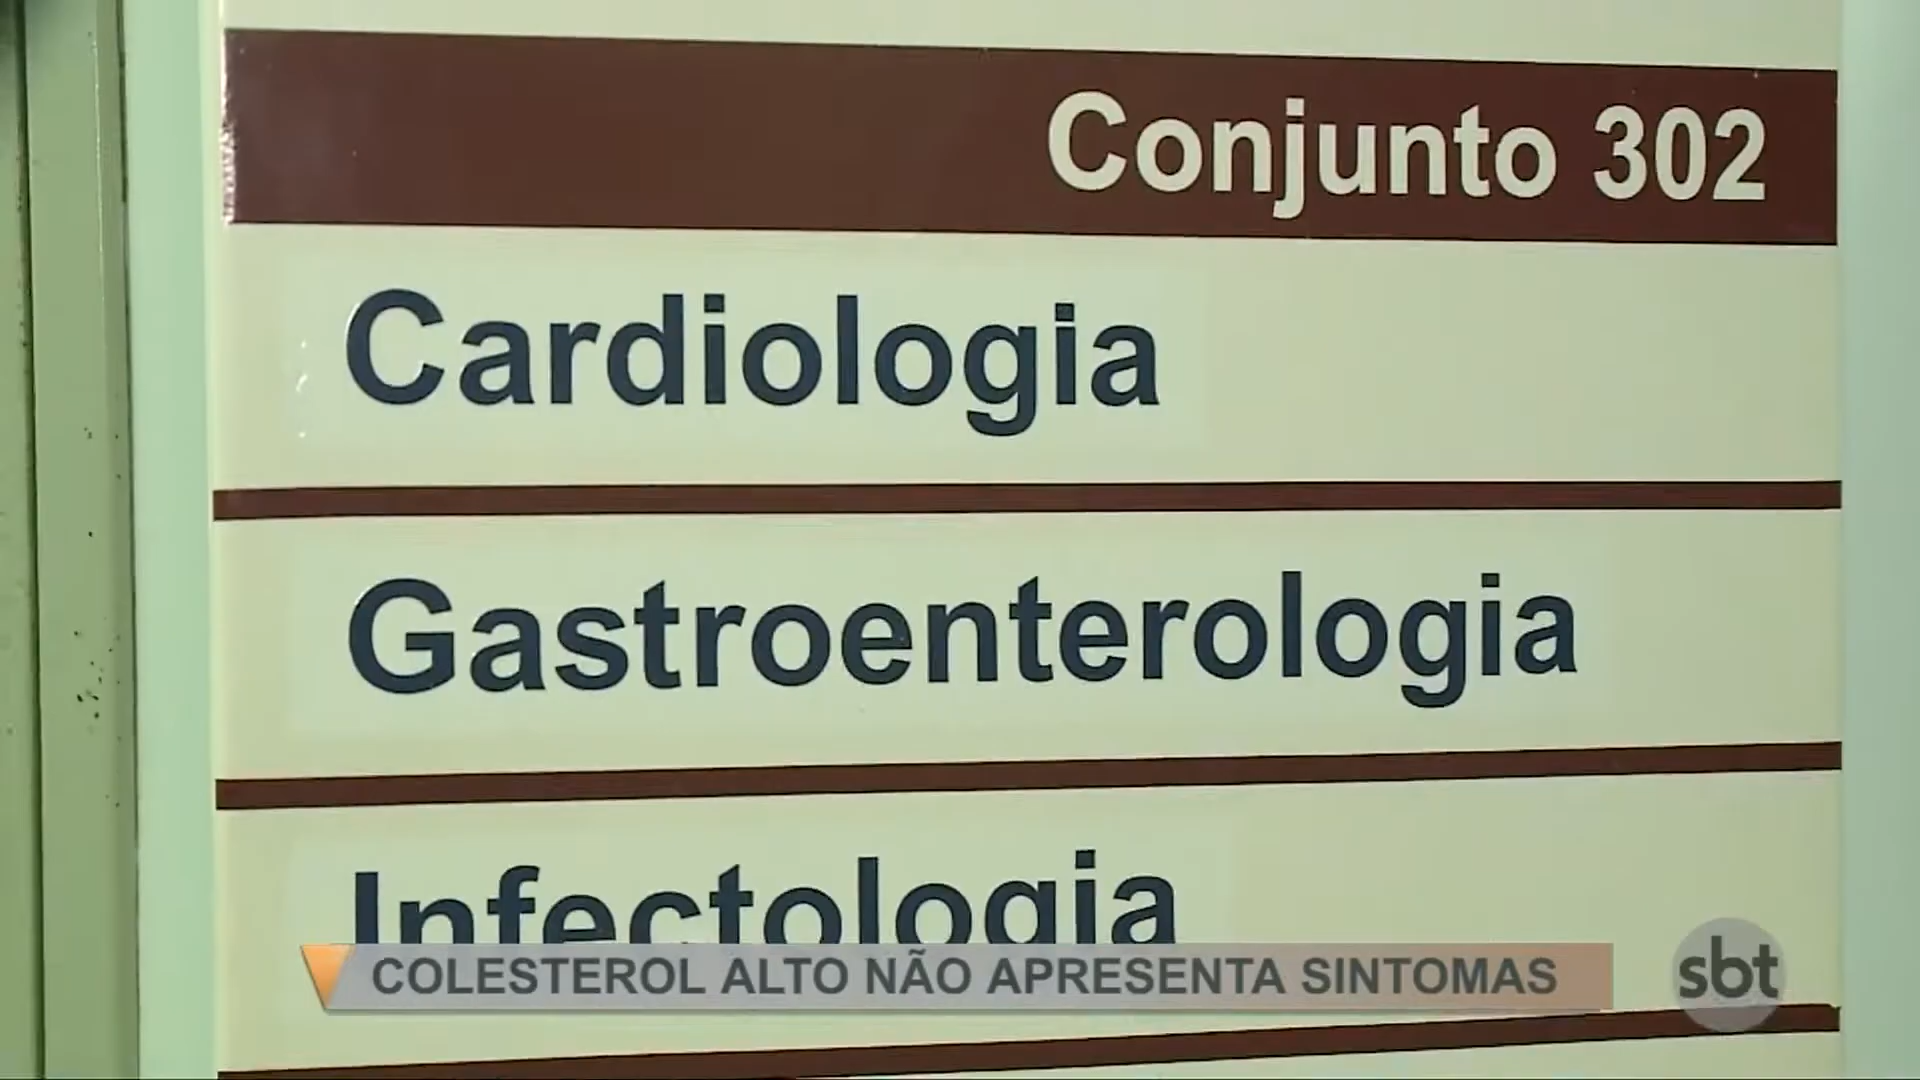 Conjunto 302
Cardiologia
Gastroenterologia
Infectologia
COLESTEROL ALTO NÃO APRESENTA SINTOMAS
sbt